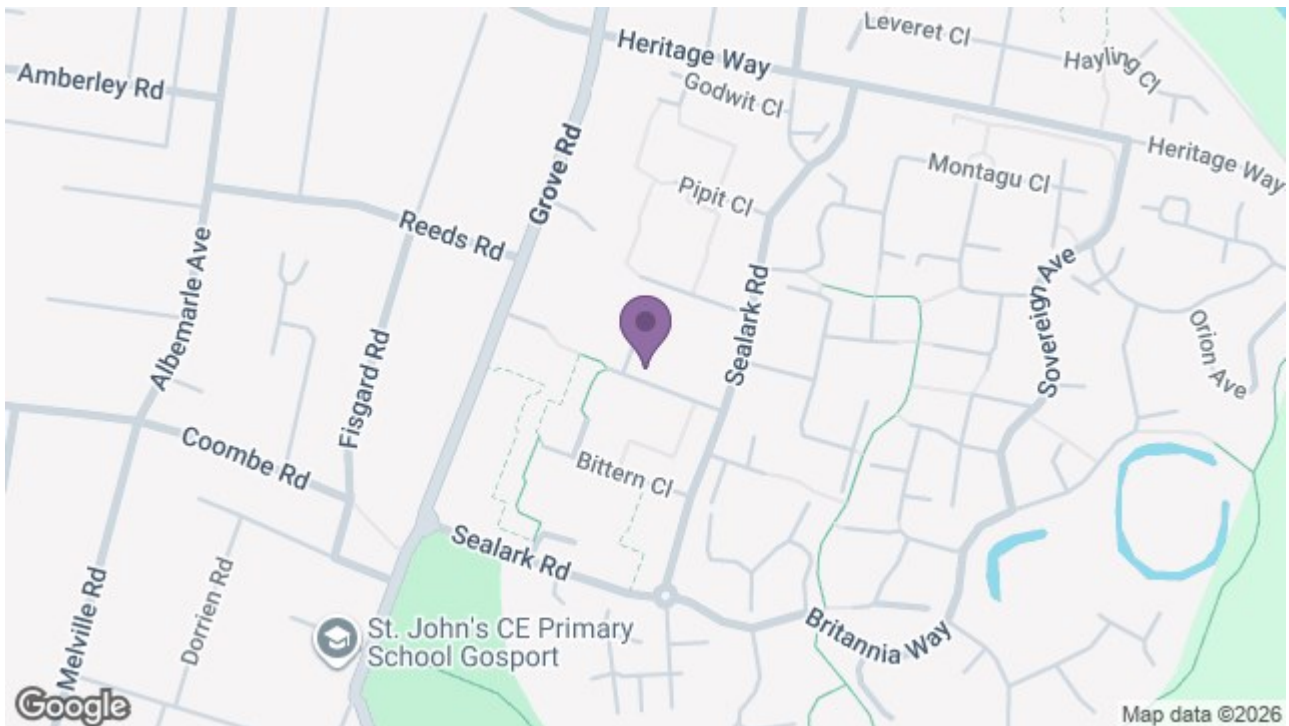 Leveret Cl
Heritage Way
Hayling Cl
Amberley Rd
Godwit Cl
Heritage Way
Montagu Cl
Grove Rd
Pipit Cl
Reeds Rd
Albemarle Ave
Sovereign Ave
Sealark Rd
Orion Ave
Fisgard Rd
Coombe Rd
Bittern Cl
Sealark Rd
Melville Rd
Dorrien Rd
Britannia Way
St. John's CE Primary
School Gosport
Google
Map data ©2026